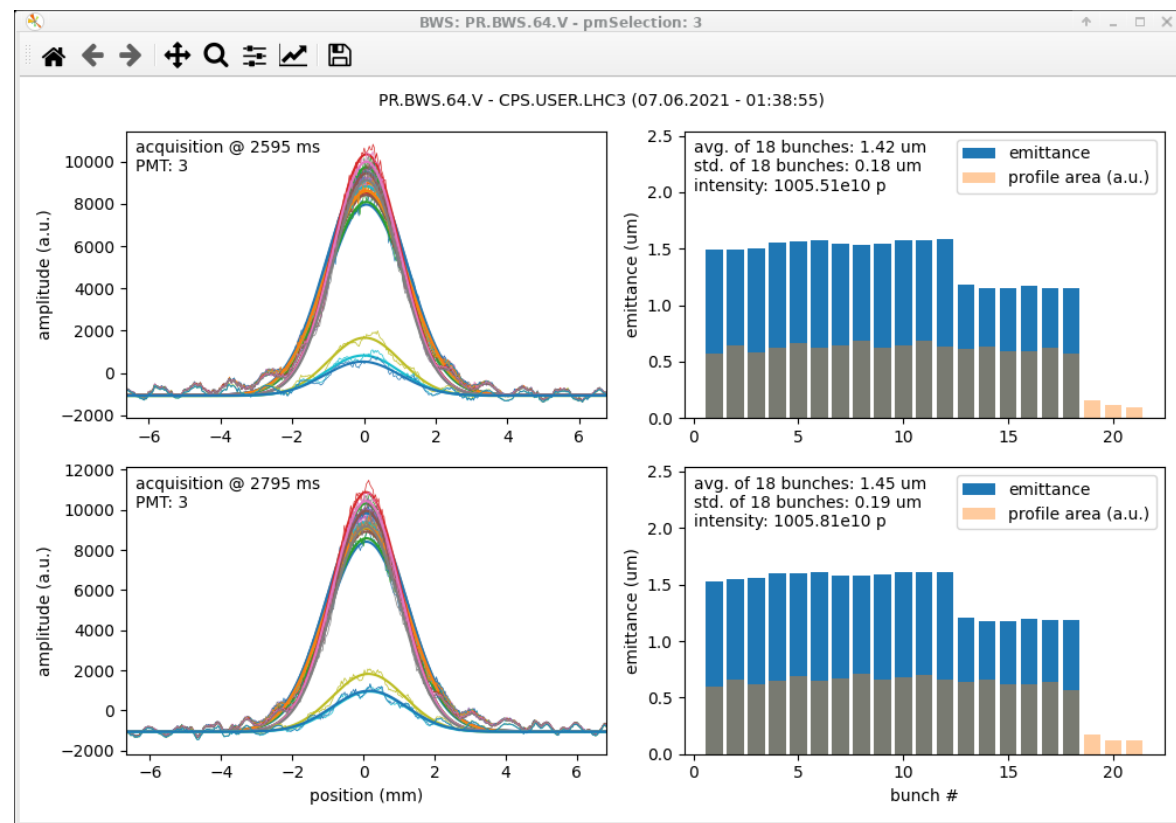 BWS: PR.BWS.64.V - pmSelection: 3
PR.BWS.64.V - CPS.USER.LHC3 (07.06.2021 - 01:38:55)
acquisition @ 2595 ms
PMT: 3
amplitude (a.u.)
10000
8000
6000
4000
2000
0
−2000
−6 −4 −2 0 2 4 6
avg. of 18 bunches: 1.42 um
std. of 18 bunches: 0.18 um
intensity: 1005.51e10 p
emittance
profile area (a.u.)
emittance (um)
2.5
2.0
1.5
1.0
0.5
0.0
0 5 10 15 20
acquisition @ 2795 ms
PMT: 3
amplitude (a.u.)
12000
10000
8000
6000
4000
2000
0
−2000
−6 −4 −2 0 2 4 6
position (mm)
avg. of 18 bunches: 1.45 um
std. of 18 bunches: 0.19 um
intensity: 1005.81e10 p
emittance
profile area (a.u.)
emittance (um)
2.5
2.0
1.5
1.0
0.5
0.0
0 5 10 15 20
bunch #